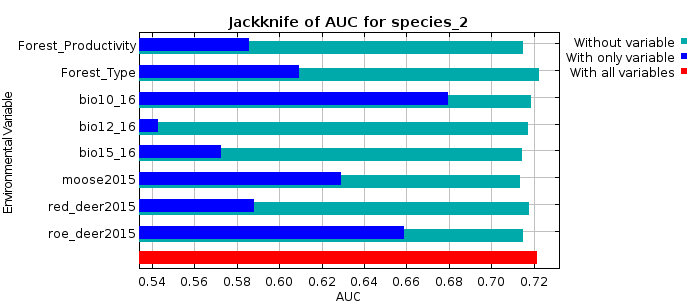 Jackknife of AUC for species_2
Forest_Productivity
Forest_Type
bio10_16
bio12_16
bio15_16
moose2015
red_deer2015
roe_deer2015
Environmental Variable
Without variable
With only variable
With all variables
0.54 0.56 0.58 0.60 0.62 0.64 0.66 0.68 0.70 0.72
AUC